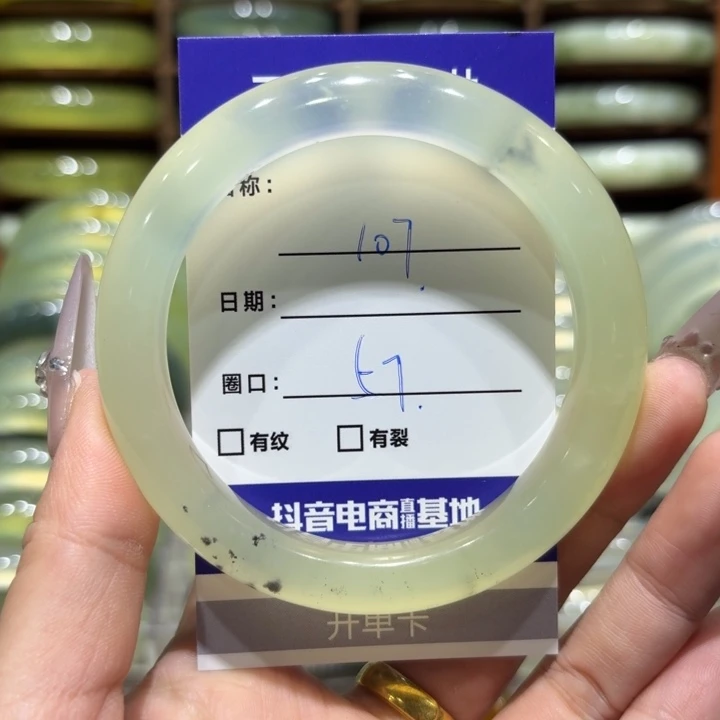 称：
107.
日期：
圈口： 57.
□有纹 □有裂
抖音电商直播基地
开单卡